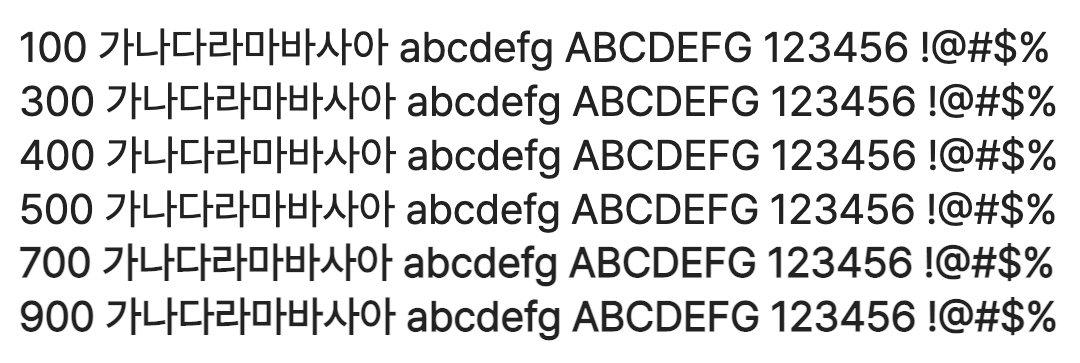 100 가나다라마바사아 abcdefg ABCDEFG 123456 !@#$%
300 가나다라마바사아 abcdefg ABCDEFG 123456 !@#$%
400 가나다라마바사아 abcdefg ABCDEFG 123456 !@#$%
500 가나다라마바사아 abcdefg ABCDEFG 123456 !@#$%
700 가나다라마바사아 abcdefg ABCDEFG 123456 !@#$%
900 가나다라마바사아 abcdefg ABCDEFG 123456 !@#$%